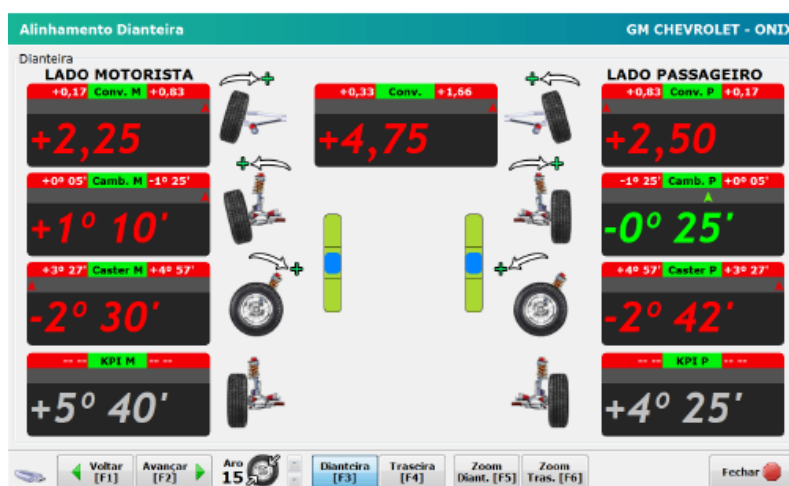 Alinhamento Dianteira GM CHEVROLET - ONIX
Dianteira
LADO MOTORISTA LADO PASSAGEIRO
+0,17 Conv. M +0,83 +0,33 Conv. +1,66 +0,83 Conv. P +0,17
+2,25 +4,75 +2,50
+0º 05' Camb. M -1º 25' -1º 25' Camb. P +0º 05'
+1º 10' -0º 25'
+3º 27' Caster M +4º 57' +4º 57' Caster P +3º 27'
-2º 30' -2º 42'
-- -- KPI M -- -- -- -- KPI P -- --
+5º 40' +4º 25'
Voltar [F1] Avançar [F2] Aro 15 Dianteira [F3] Traseira [F4] Zoom Diant. [F5] Zoom Tras. [F6] Fechar